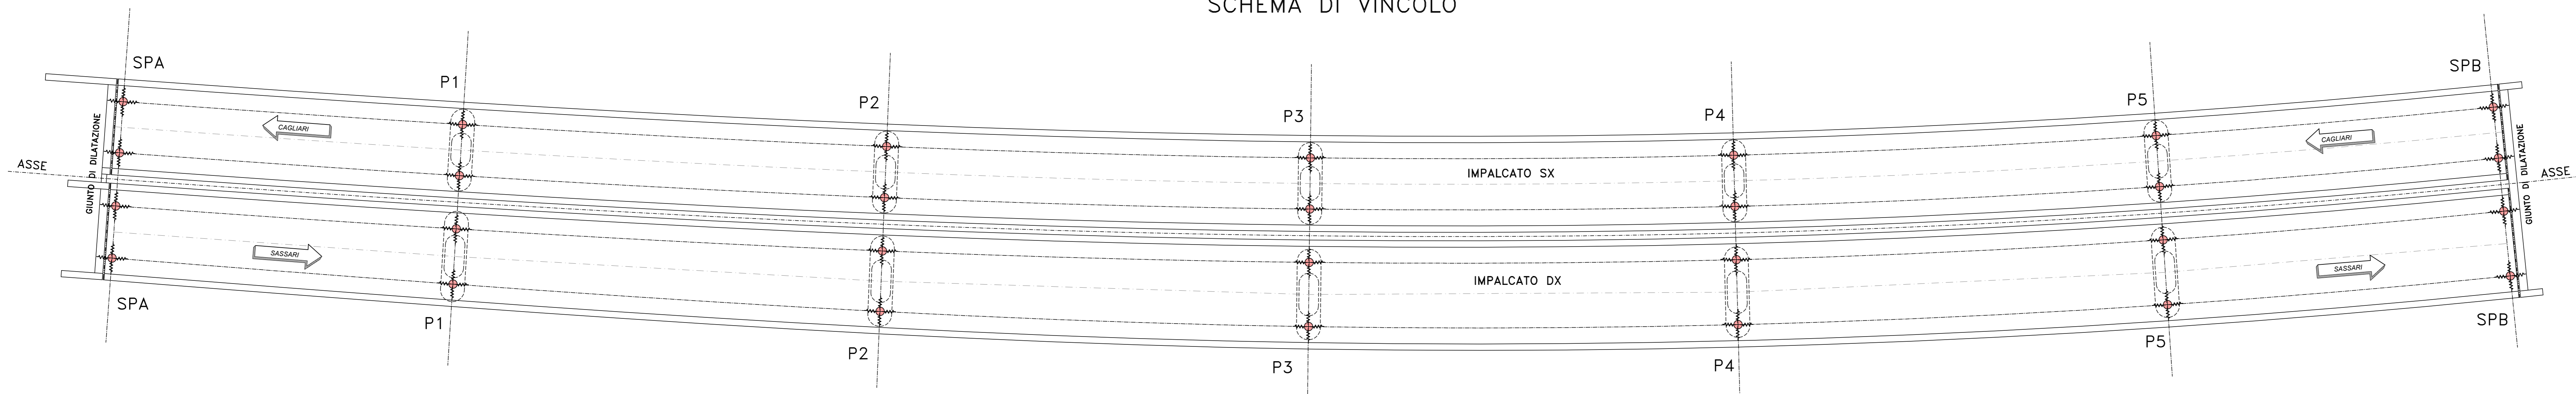 SCHEMA DI VINCOLO
SPA
P1
P2
P3
P4
P5
SPB
CAGLIARI
CAGLIARI
GIUNTO DI DILATAZIONE
GIUNTO DI DILATAZIONE
ASSE
ASSE
IMPALCATO SX
SASSARI
SASSARI
IMPALCATO DX
SPA
P1
P2
P3
P4
P5
SPB